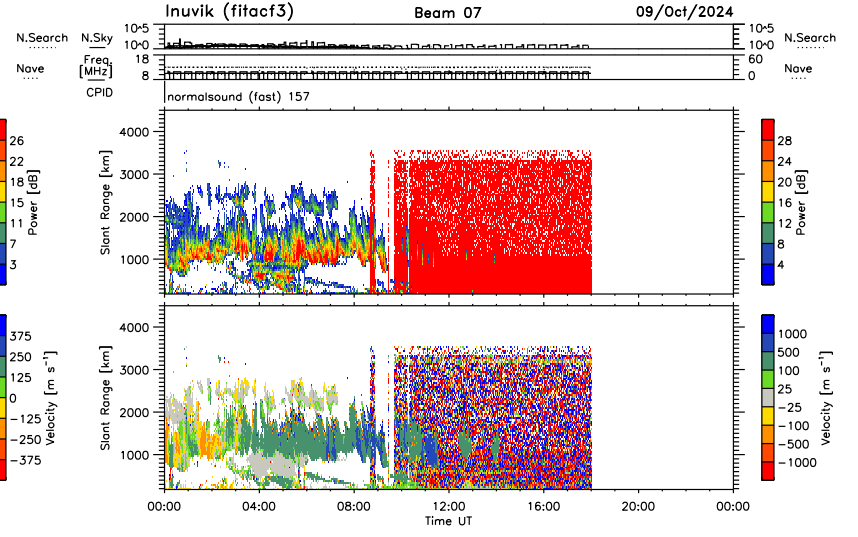 Inuvik (fitacf3) Beam 07 09/Oct/2024
N.Search N.Sky 10^5 10^0 10^5 10^0 N.Search
Nave Freq. [MHz] 18 8 60 0 Nave
CPID
normalsound (fast) 157
26 22 18 15 11 7 3
Power [dB]
4000 3000 2000 1000
Slant Range [km]
28 24 20 16 12 8 4
Power [dB]
375 250 125 0 −125 −250 −375
Velocity [m s⁻¹]
4000 3000 2000 1000
Slant Range [km]
1000 500 100 25 −25 −100 −500 −1000
Velocity [m s⁻¹]
00:00 04:00 08:00 12:00 16:00 20:00 00:00
Time UT